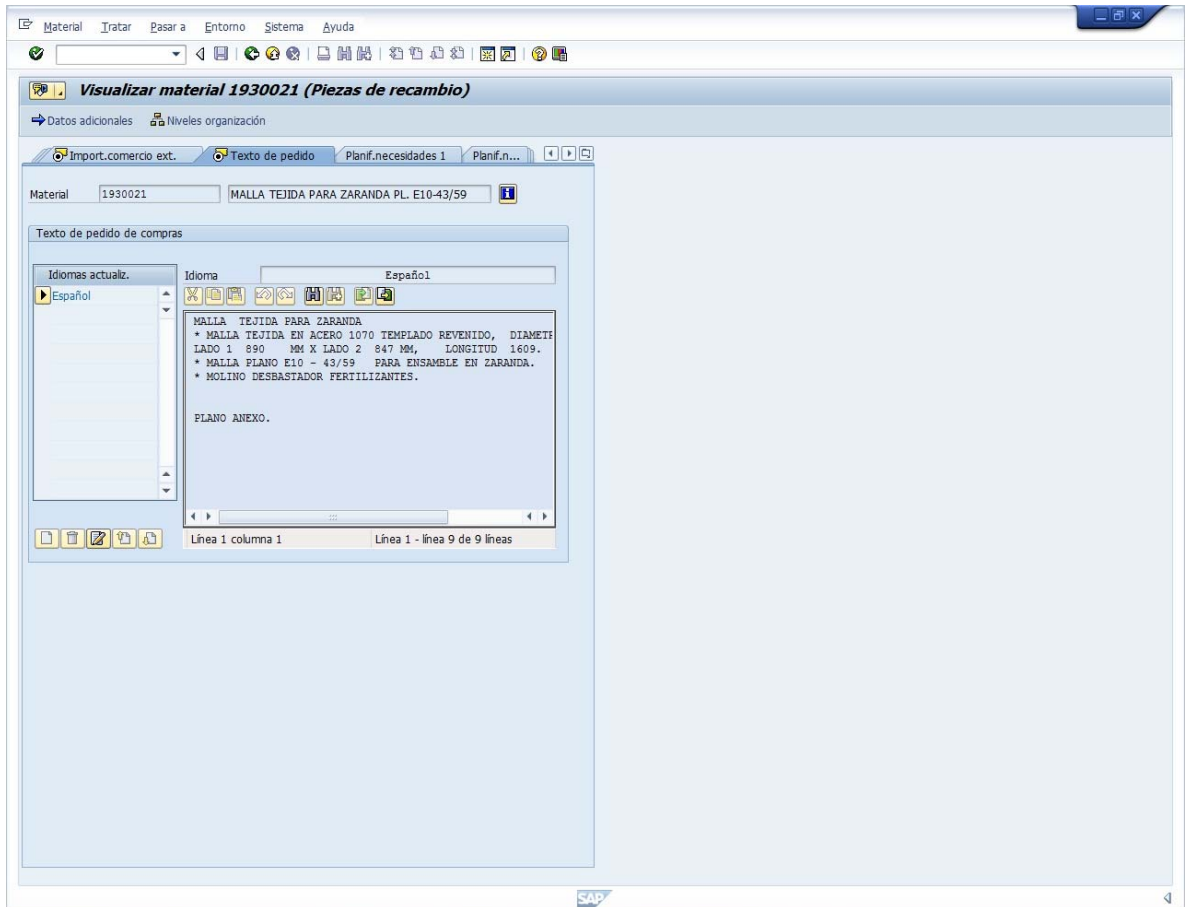 Material Tratar Pasar a Entorno Sistema Ayuda
Visualizar material 1930021 (Piezas de recambio)
Datos adicionales Niveles organización
Import.comercio ext. Texto de pedido Planif.necesidades 1 Planif.n...
Material 1930021 MALLA TEJIDA PARA ZARANDA PL. E10-43/59
Texto de pedido de compras
Idiomas actualiz. Idioma Español
Español
MALLA TEJIDA PARA ZARANDA
* MALLA TEJIDA EN ACERO 1070 TEMPLADO REVENIDO, DIAMETR
LADO 1 890 MM X LADO 2 847 MM, LONGITUD 1609.
* MALLA PLANO E10 - 43/59 PARA ENSAMBLE EN ZARANDA.
* MOLINO DESBASTADOR FERTILIZANTES.
PLANO ANEXO.
Línea 1 columna 1 Línea 1 - línea 9 de 9 líneas
SAP